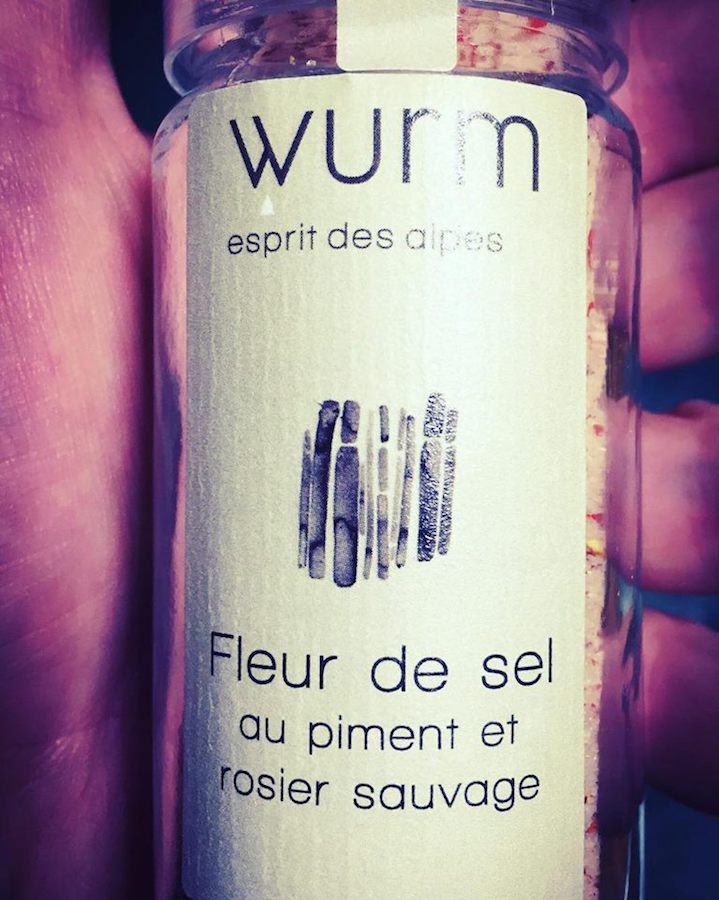 wurm
esprit des alpes
Fleur de sel
au piment et
rosier sauvage